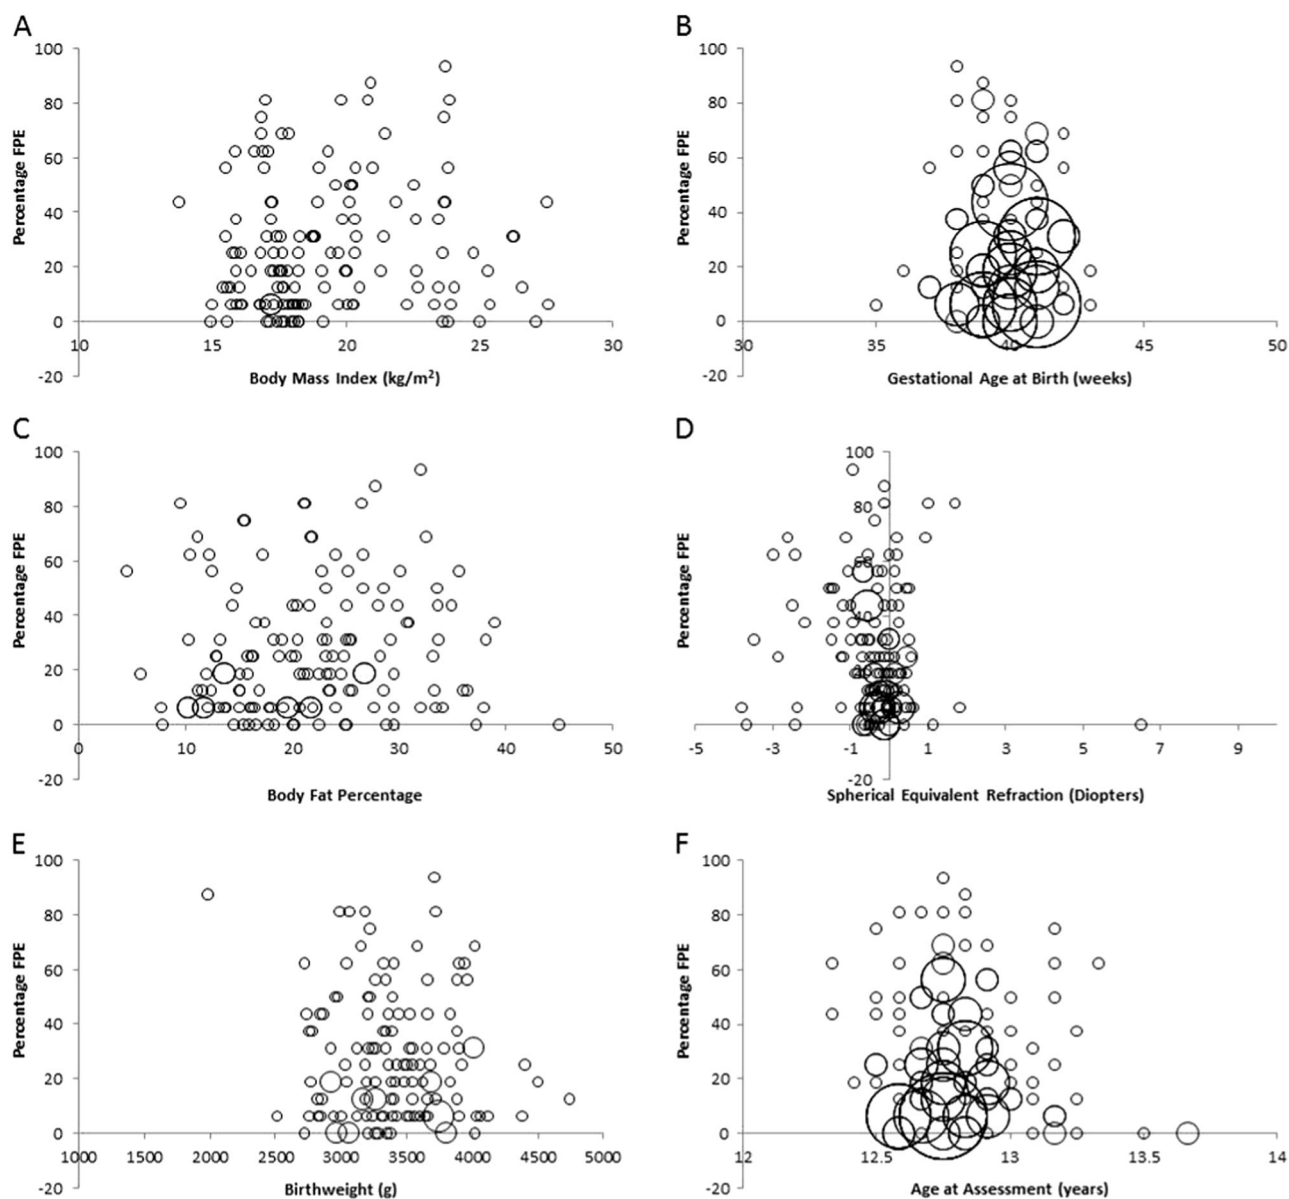 A
100
80
60
40
20
0
-20
Percentage FPE
10 15 20 25 30
Body Mass Index (kg/m²)
B
100
80
60
40
20
0
-20
Percentage FPE
30 35 40 45 50
Gestational Age at Birth (weeks)
C
100
80
60
40
20
0
-20
Percentage FPE
0 10 20 30 40 50
Body Fat Percentage
D
100
80
60
40
-20
Percentage FPE
-5 -3 -1 1 3 5 7 9
Spherical Equivalent Refraction (Diopters)
E
100
80
60
40
20
0
-20
Percentage FPE
1000 1500 2000 2500 3000 3500 4000 4500 5000
Birthweight (g)
F
100
80
60
40
20
0
-20
Percentage FPE
12 12.5 13 13.5 14
Age at Assessment (years)